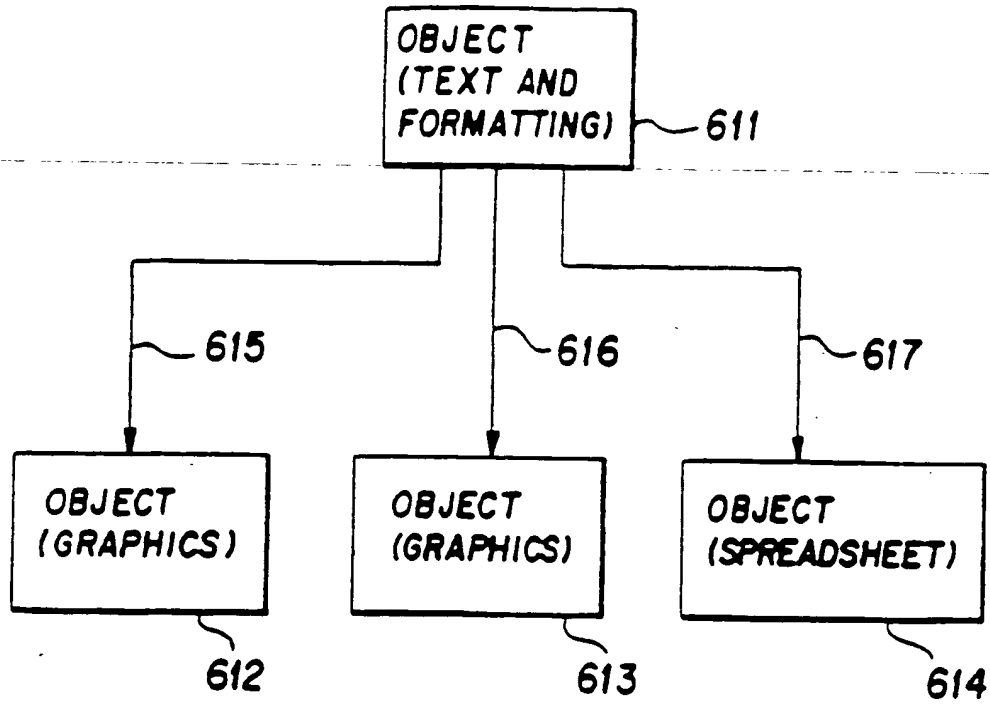 OBJECT
(TEXT AND
FORMATTING)
611
615
616
617
OBJECT
(GRAPHICS)
OBJECT
(GRAPHICS)
OBJECT
(SPREADSHEET)
612
613
614